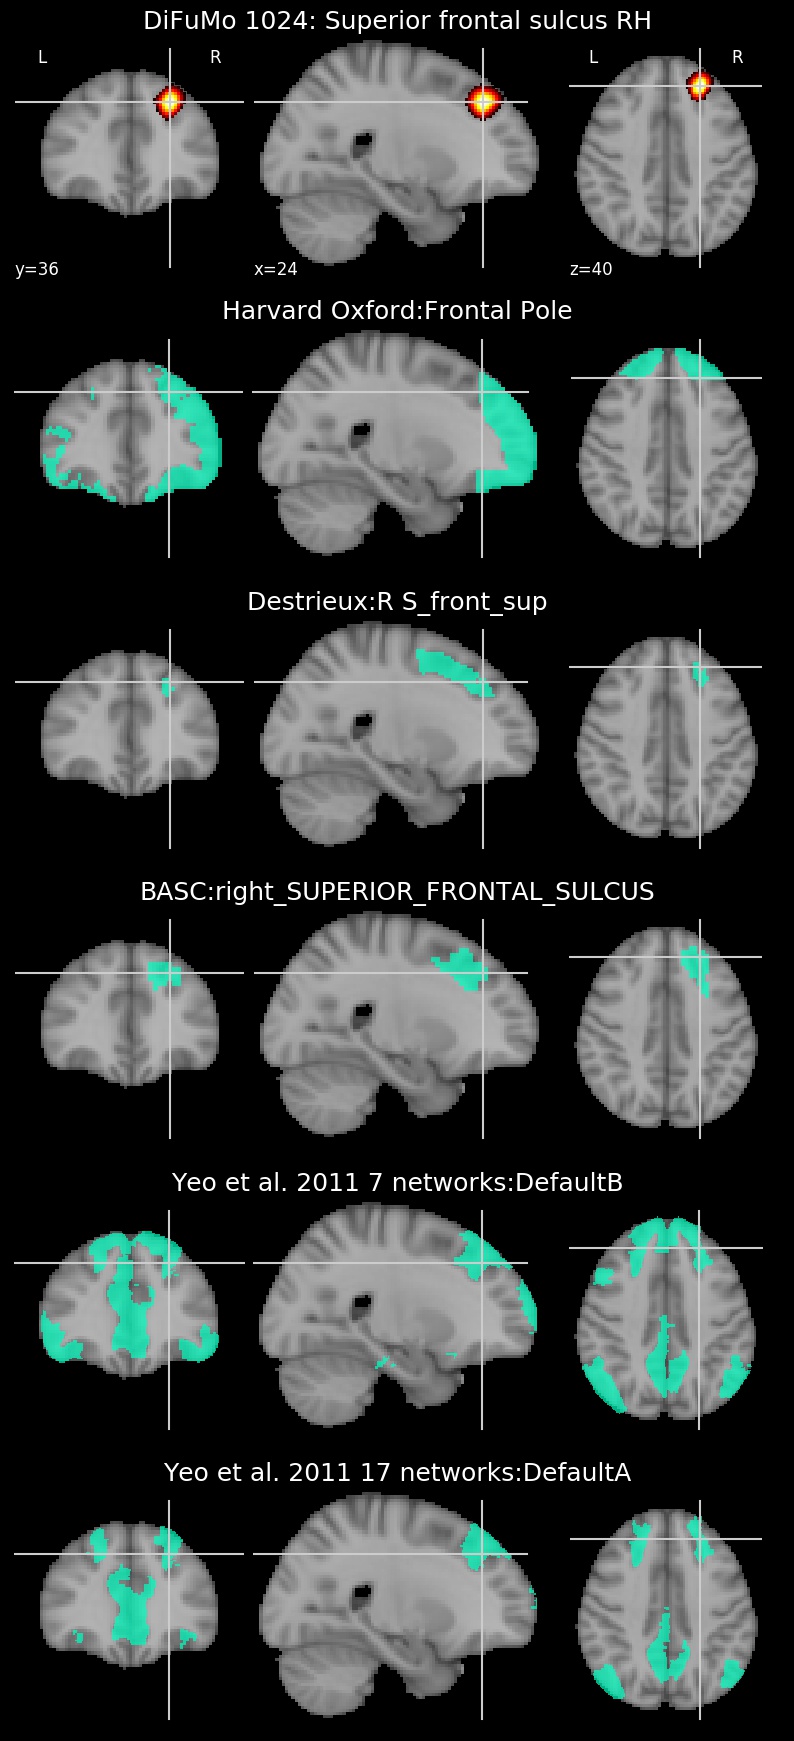 DiFuMo 1024: Superior frontal sulcus RH
L R L R
y=36 x=24 z=40
Harvard Oxford:Frontal Pole
Destrieux:R S_front_sup
BASC:right_SUPERIOR_FRONTAL_SULCUS
Yeo et al. 2011 7 networks:DefaultB
Yeo et al. 2011 17 networks:DefaultA